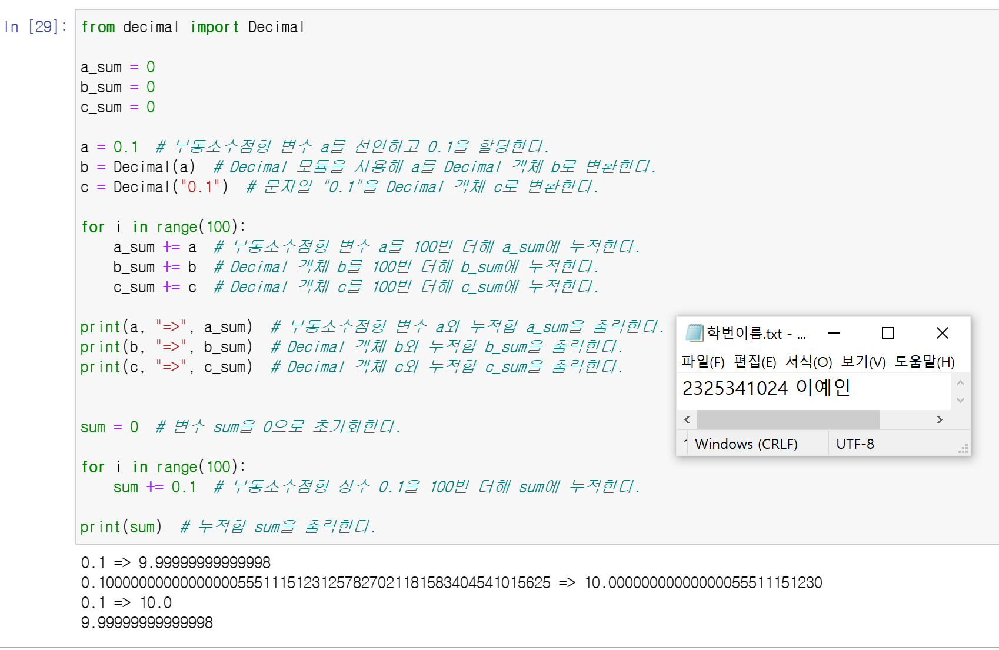 In [29]:
from decimal import Decimal
a_sum = 0
b_sum = 0
c_sum = 0
a = 0.1  # 부동소수점형 변수 a를 선언하고 0.1을 할당한다.
b = Decimal(a)  # Decimal 모듈을 사용해 a를 Decimal 객체 b로 변환한다.
c = Decimal("0.1")  # 문자열 "0.1"을 Decimal 객체 c로 변환한다.
for i in range(100):
    a_sum += a  # 부동소수점형 변수 a를 100번 더해 a_sum에 누적한다.
    b_sum += b  # Decimal 객체 b를 100번 더해 b_sum에 누적한다.
    c_sum += c  # Decimal 객체 c를 100번 더해 c_sum에 누적한다.
print(a, "=>", a_sum)  # 부동소수점형 변수 a와 누적합 a_sum을 출력한다.
print(b, "=>", b_sum)  # Decimal 객체 b와 누적합 b_sum을 출력한다.
print(c, "=>", c_sum)  # Decimal 객체 c와 누적합 c_sum을 출력한다.
sum = 0  # 변수 sum을 0으로 초기화한다.
for i in range(100):
    sum += 0.1  # 부동소수점형 상수 0.1을 100번 더해 sum에 누적한다.
print(sum)  # 누적합 sum을 출력한다.
0.1 => 9.99999999999998
0.1000000000000000055511151231257827021181583404541015625 => 10.00000000000000055511151230
0.1 => 10.0
9.99999999999998
학번이름.txt - ...
파일(F) 편집(E) 서식(O) 보기(V) 도움말(H)
2325341024 이예인
1 Windows (CRLF) UTF-8